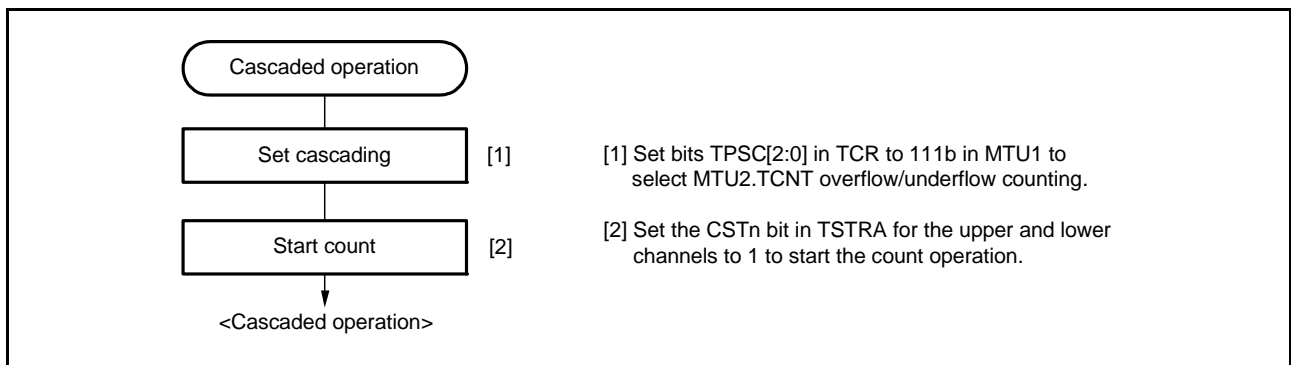 Cascaded operation
Set cascading [1] [1] Set bits TPSC[2:0] in TCR to 111b in MTU1 to
select MTU2.TCNT overflow/underflow counting.
Start count [2] [2] Set the CSTn bit in TSTRA for the upper and lower
channels to 1 to start the count operation.
<Cascaded operation>